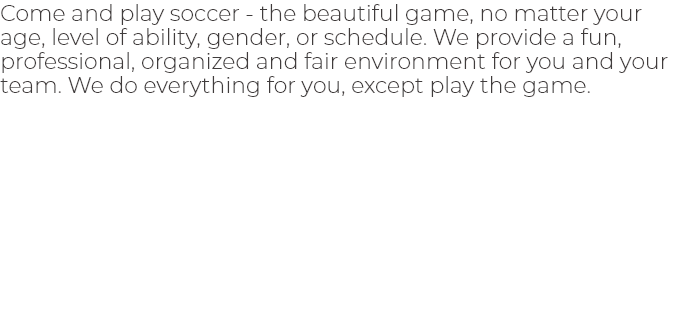 Come and play soccer - the beautiful game, no matter your
age, level of ability, gender, or schedule. We provide a fun,
professional, organized and fair environment for you and your
team. We do everything for you, except play the game.